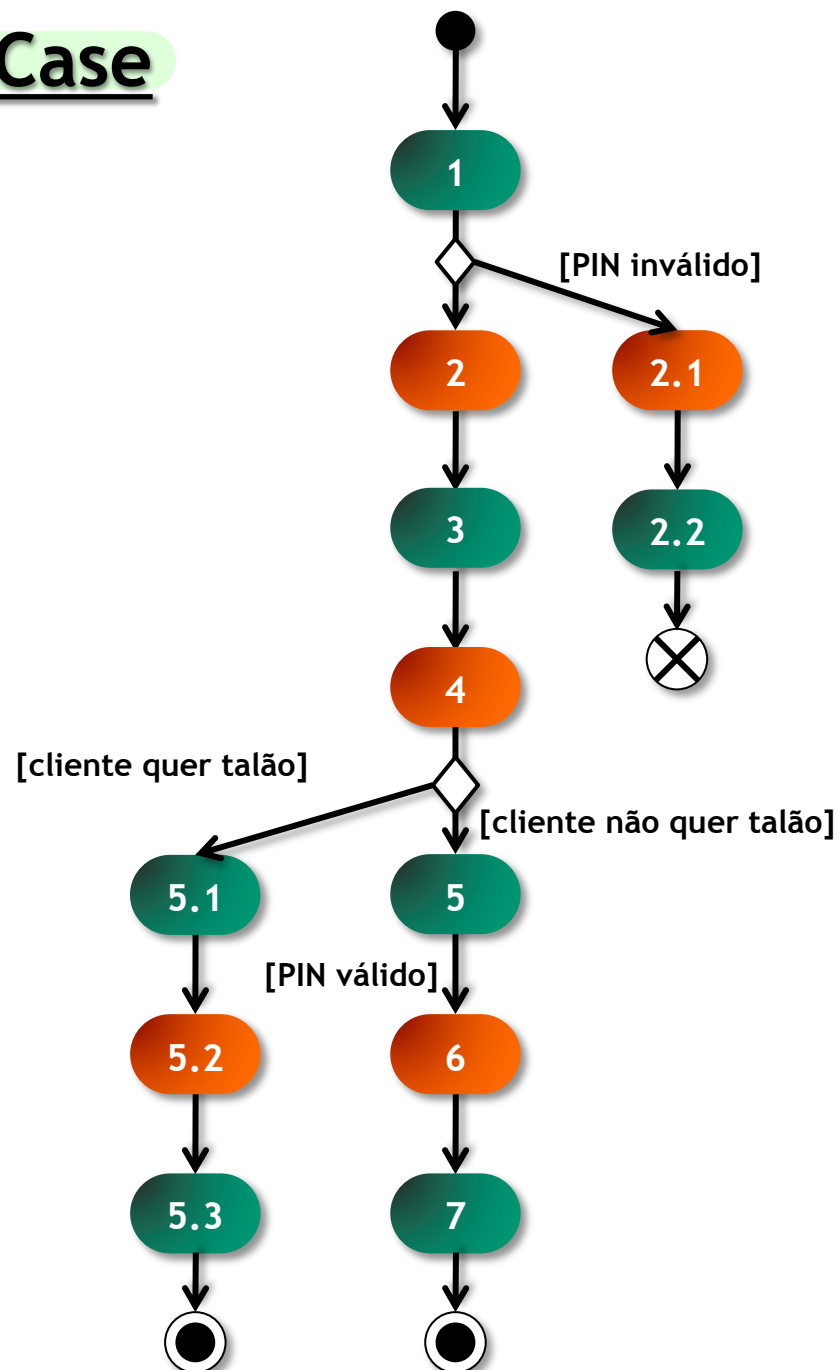 Case
1
[PIN inválido]
2
2.1
3
2.2
4
[cliente quer talão]
[cliente não quer talão]
5.1
5
[PIN válido]
5.2
6
5.3
7